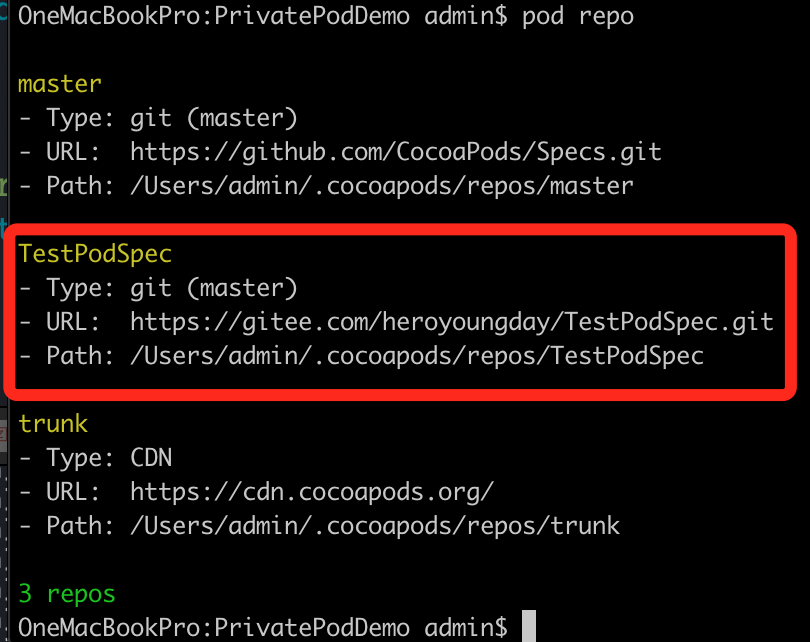 OneMacBookPro:PrivatePodDemo admin$ pod repo
master
- Type: git (master)
- URL:  https://github.com/CocoaPods/Specs.git
- Path: /Users/admin/.cocoapods/repos/master
TestPodSpec
- Type: git (master)
- URL:  https://gitee.com/heroyoungday/TestPodSpec.git
- Path: /Users/admin/.cocoapods/repos/TestPodSpec
trunk
- Type: CDN
- URL:  https://cdn.cocoapods.org/
- Path: /Users/admin/.cocoapods/repos/trunk
3 repos
OneMacBookPro:PrivatePodDemo admin$